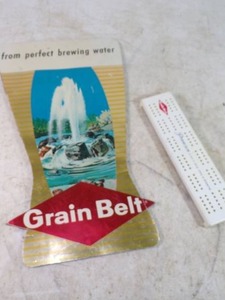 from perfect brewing water
Grain Belt